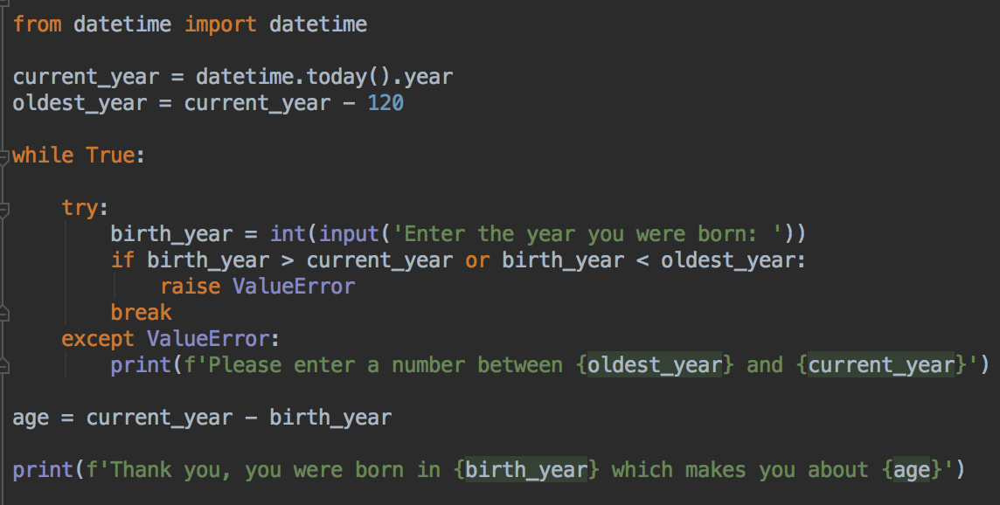 from datetime import datetime
current_year = datetime.today().year
oldest_year = current_year - 120
while True:
    try:
        birth_year = int(input('Enter the year you were born: '))
        if birth_year > current_year or birth_year < oldest_year:
            raise ValueError
        break
    except ValueError:
        print(f'Please enter a number between {oldest_year} and {current_year}')
age = current_year - birth_year
print(f'Thank you, you were born in {birth_year} which makes you about {age}')